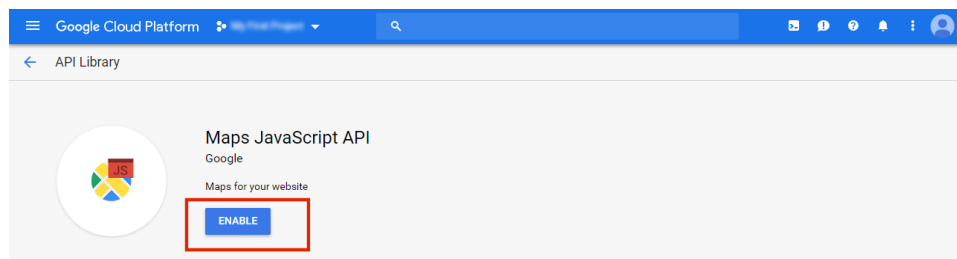 Google Cloud Platform
API Library
JS
Maps JavaScript API
Google
Maps for your website
ENABLE